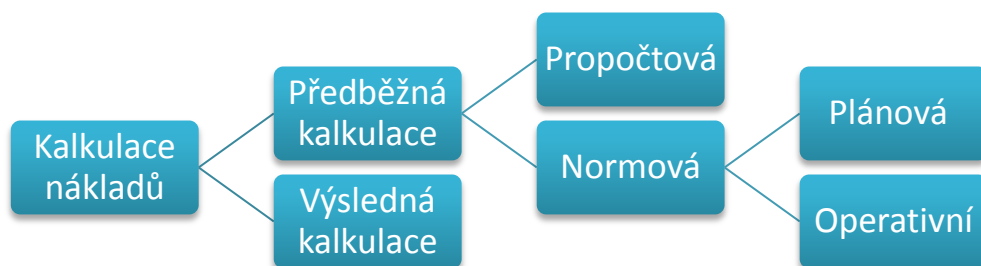 Kalkulace
nákladů
Předběžná
kalkulace
Výsledná
kalkulace
Propočtová
Normová
Plánová
Operativní